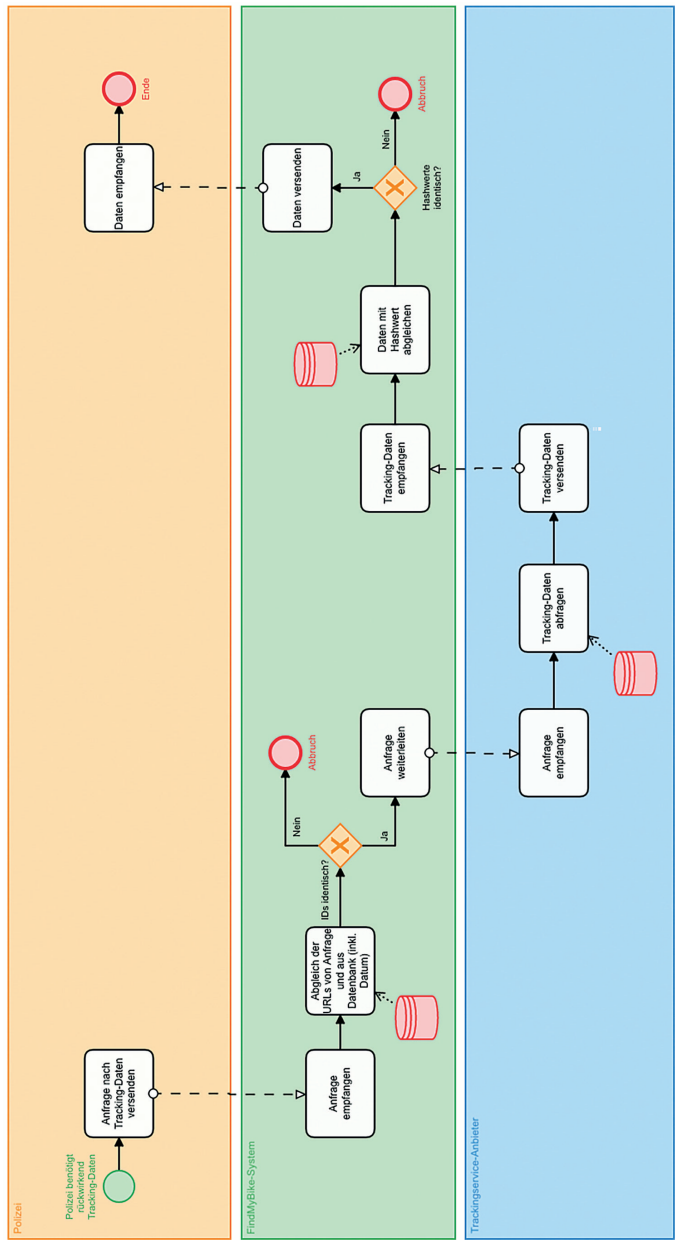 Polizei
Polizei benötigt
rückwirkend
Tracking-Daten
Anfrage nach
Tracking-Daten
versenden
Daten empfangen
Ende
FindMyBike-System
Anfrage
empfangen
Abgleich der
URLs von Anfrage
und aus
Datenbank (inkl.
Datum)
IDs identisch?
Nein
Abbruch
Ja
Anfrage
weiterleiten
Tracking-Daten
empfangen
Daten mit
Hashwert
abgleichen
Hashwerte
identisch?
Ja
Daten versenden
Nein
Abbruch
Trackingservice-Anbieter
Anfrage
empfangen
Tracking-Daten
abfragen
Tracking-Daten
versenden